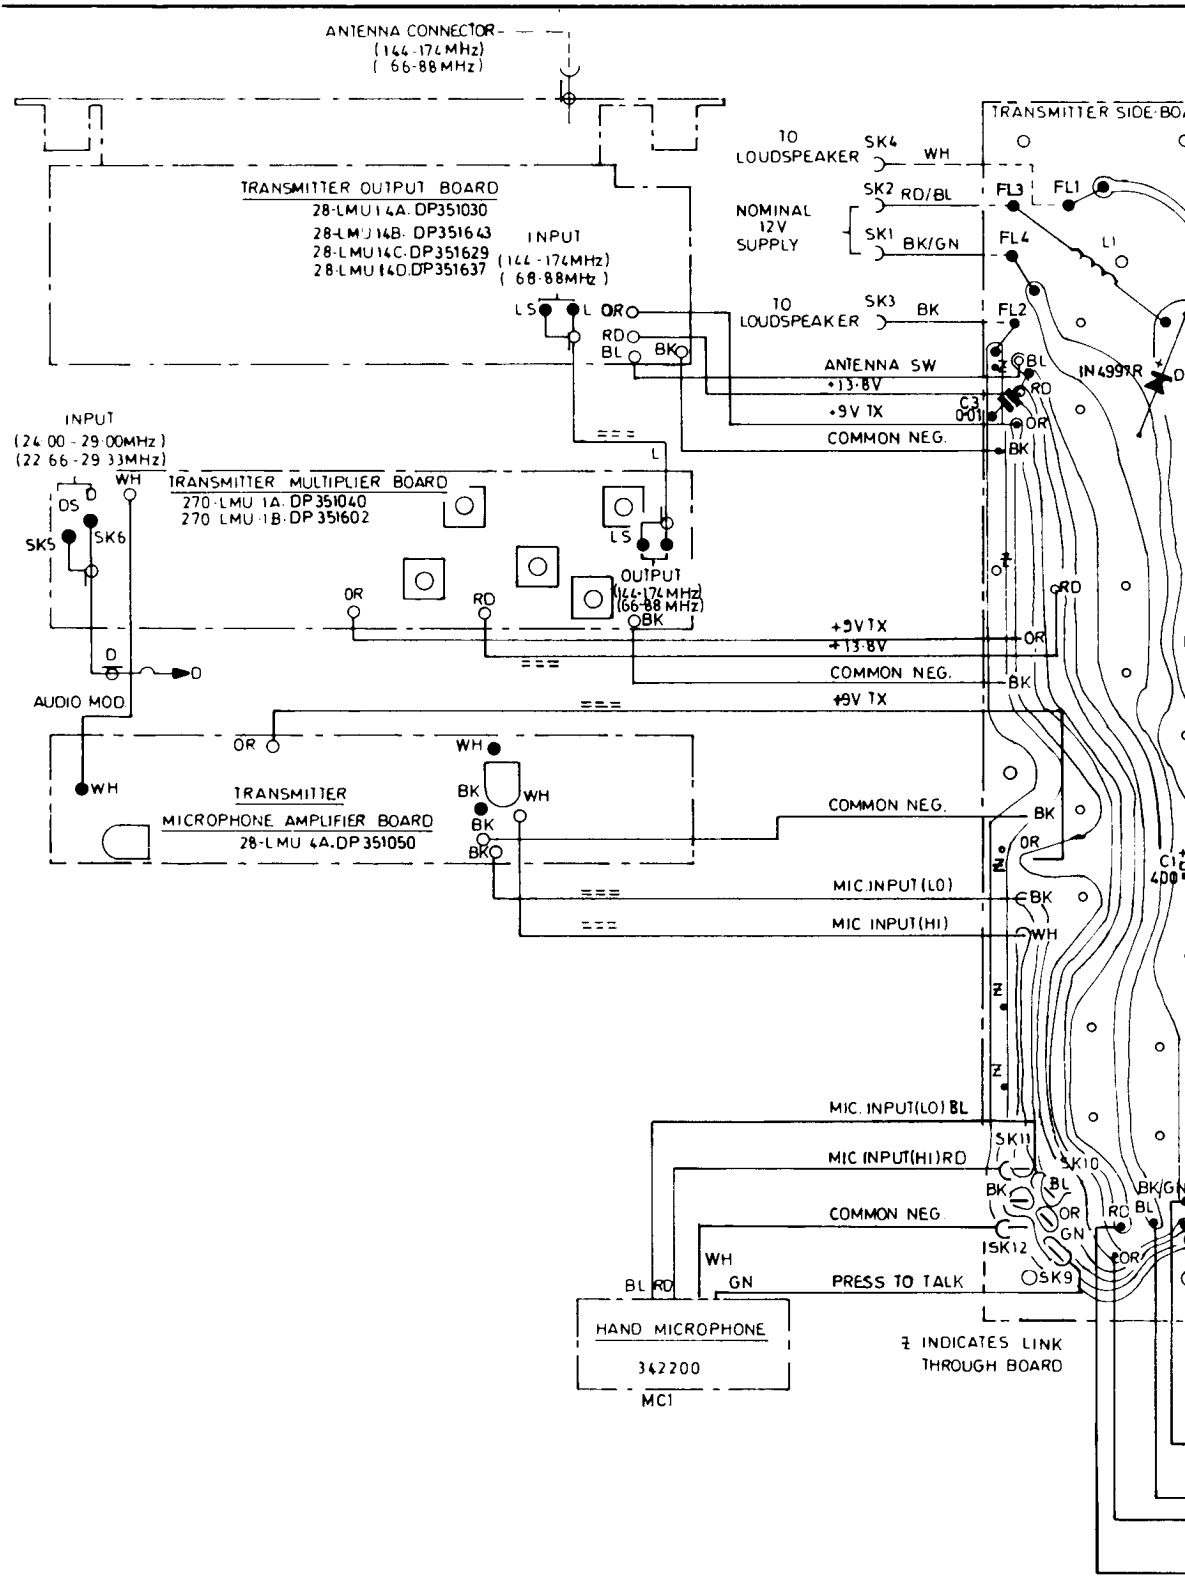 ANTENNA CONNECTOR
(144-174MHz)
( 66-88MHz)
TRANSMITTER SIDE-BOA
TO
LOUDSPEAKER
SK4
WH
TRANSMITTER OUTPUT BOARD
28-LMU14A. DP351030
28-LMU14B. DP351643
28-LMU14C. DP351629
28-LMU14D. DP351637
INPUT
(144-174MHz)
( 68-88MHz )
LS
L
OR
RD
BL
BK
NOMINAL
12V
SUPPLY
SK2
RD/BL
SK1
BK/GN
FL3
FL1
FL4
L1
TO
LOUDSPEAKER
SK3
BK
FL2
ANTENNA SW
BL
+13·8V
RD
+9V TX
OR
COMMON NEG.
BK
C3
0·01
1N4997R
+
D
INPUT
(24·00-29·00MHz)
(22·66-29·33MHz)
D
DS
WH
SK5
SK6
TRANSMITTER MULTIPLIER BOARD
270-LMU 1A. DP351040
270 LMU-1B. DP351602
L
LS
OUTPUT
(144-174MHz)
(66-88 MHz)
OR
RD
BK
Z
RD
+9V TX
OR
+13·8V
COMMON NEG.
BK
+9V TX
D
D
AUDIO MOD.
OR
WH
WH
TRANSMITTER
MICROPHONE AMPLIFIER BOARD
28-LMU 4A. DP351050
BK
WH
BK
BK
COMMON NEG.
BK
OR
Z
C1
+
400
MIC.INPUT(LO)
BK
MIC INPUT(HI)
WH
Z
Z
MIC. INPUT(LO) BL
SK11
MIC INPUT(HI)RD
SK10
BK
BL
BK/GN
COMMON NEG.
OR
RD
BL
GN
SK12
OR
SK9
WH
BL
RD
GN
PRESS TO TALK
HAND MICROPHONE
342200
MC1
Z INDICATES LINK
THROUGH BOARD